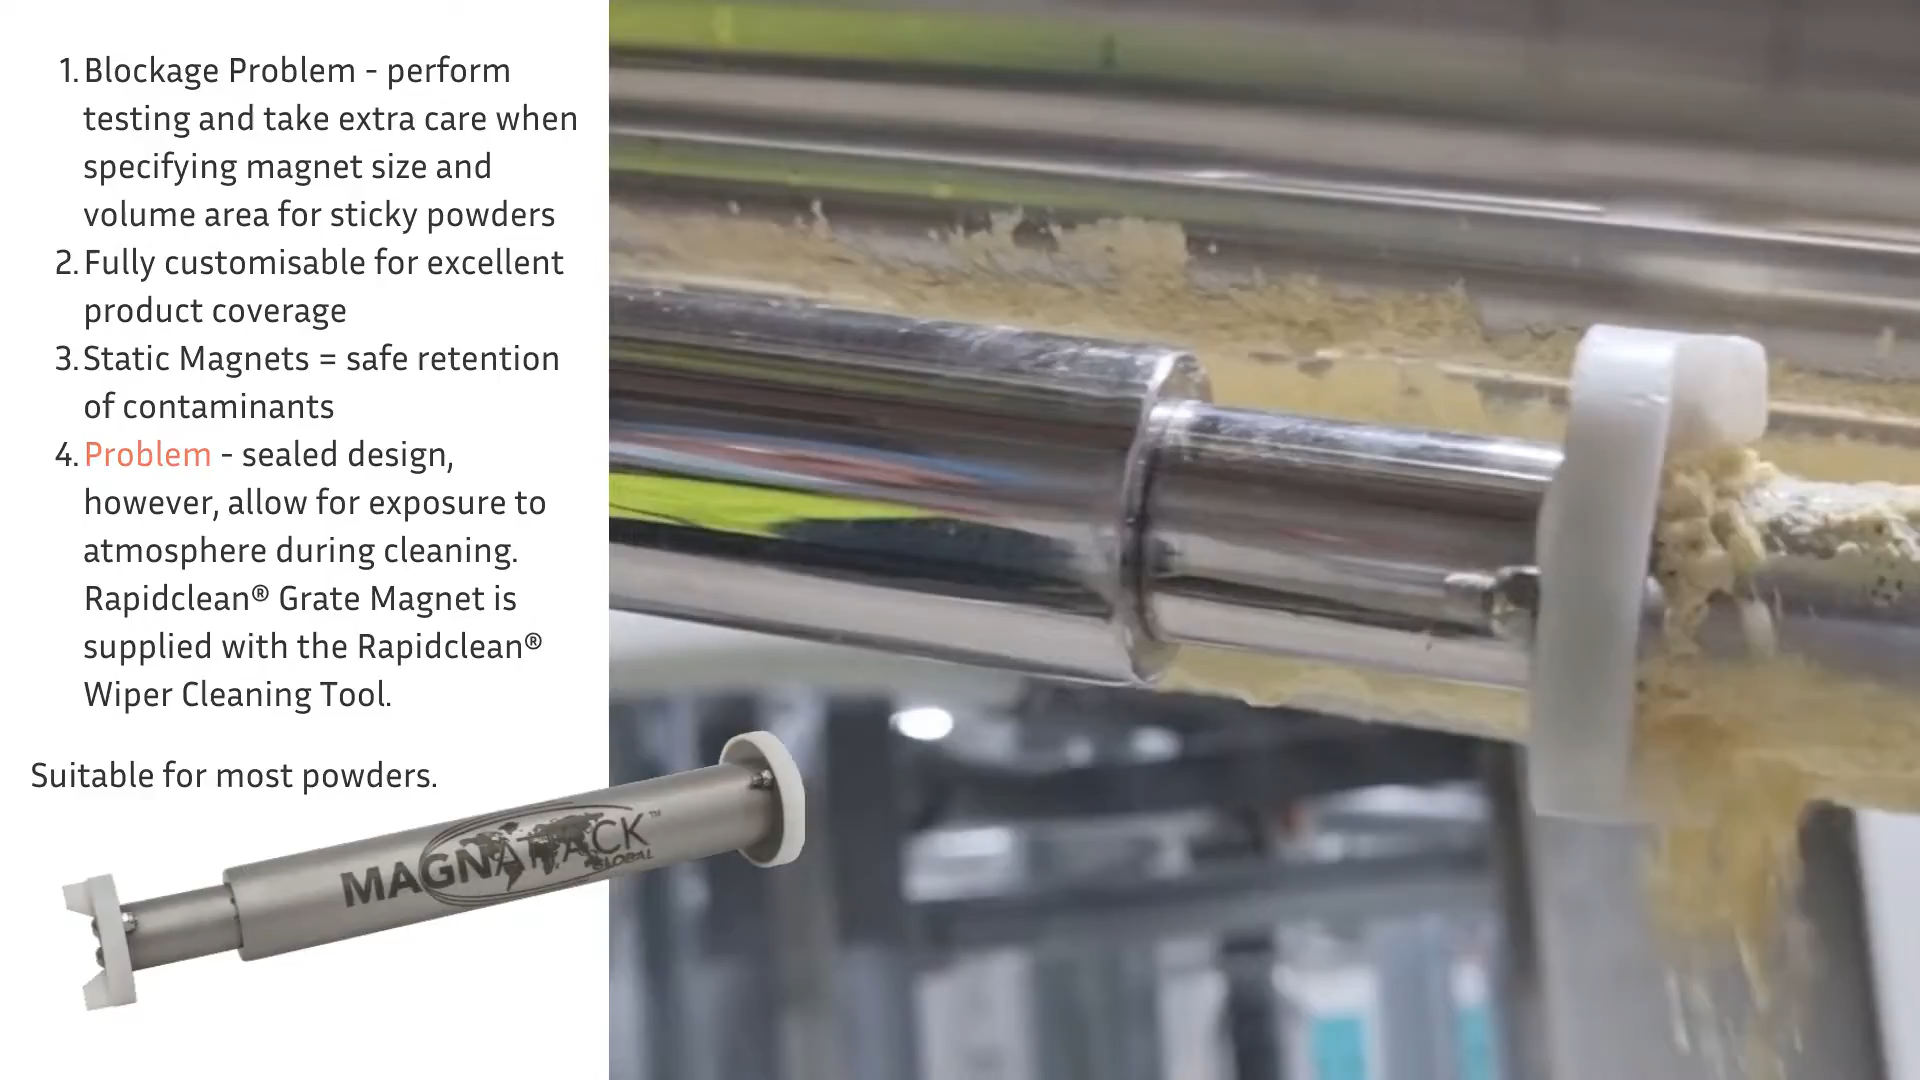 1. Blockage Problem - perform
testing and take extra care when
specifying magnet size and
volume area for sticky powders
2. Fully customisable for excellent
product coverage
3. Static Magnets = safe retention
of contaminants
4. Problem - sealed design,
however, allow for exposure to
atmosphere during cleaning.
Rapidclean® Grate Magnet is
supplied with the Rapidclean®
Wiper Cleaning Tool.
Suitable for most powders.
MAGNATTACK™
GLOBAL